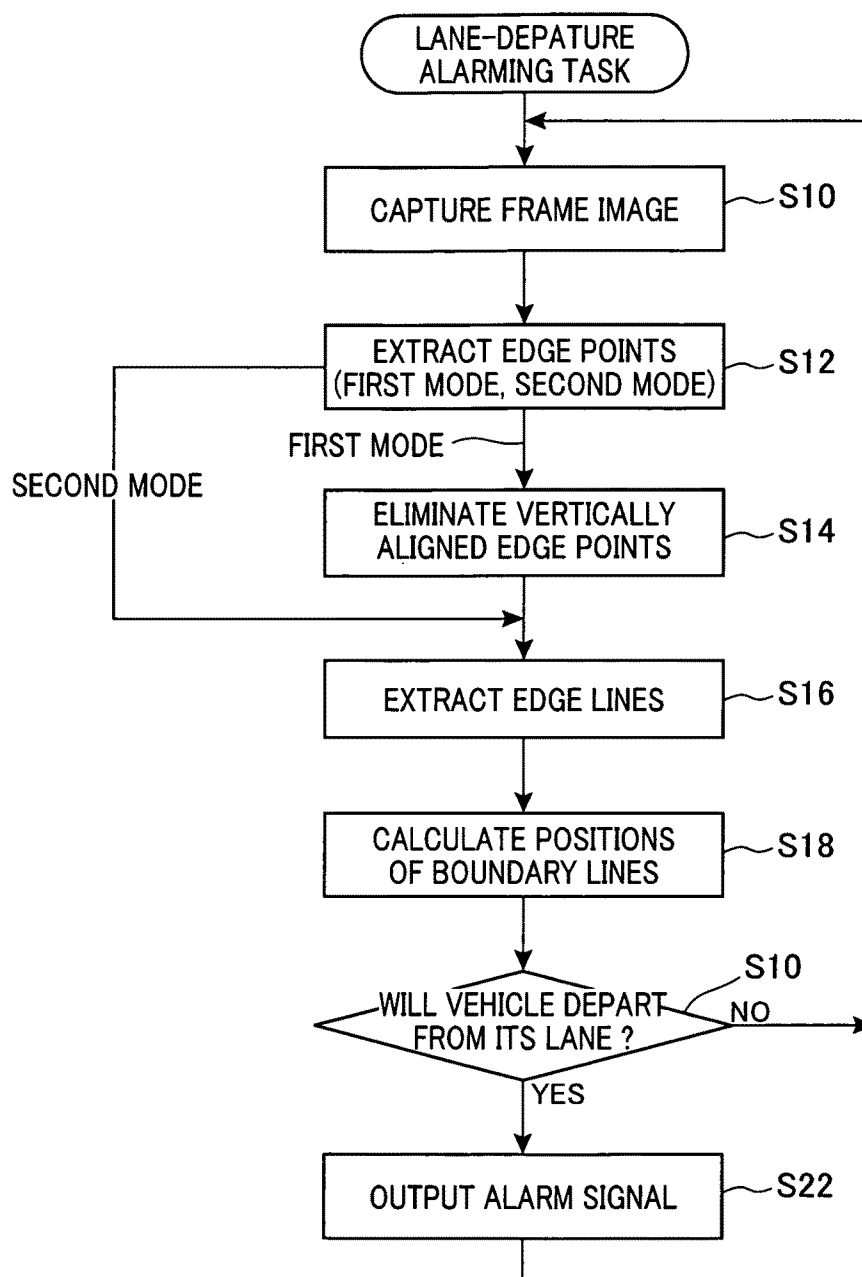 LANE-DEPATURE
ALARMING TASK
CAPTURE FRAME IMAGE
S10
EXTRACT EDGE POINTS
(FIRST MODE, SECOND MODE)
S12
FIRST MODE
SECOND MODE
ELIMINATE VERTICALLY
ALIGNED EDGE POINTS
S14
EXTRACT EDGE LINES
S16
CALCULATE POSITIONS
OF BOUNDARY LINES
S18
S10
WILL VEHICLE DEPART
FROM ITS LANE ?
NO
YES
OUTPUT ALARM SIGNAL
S22